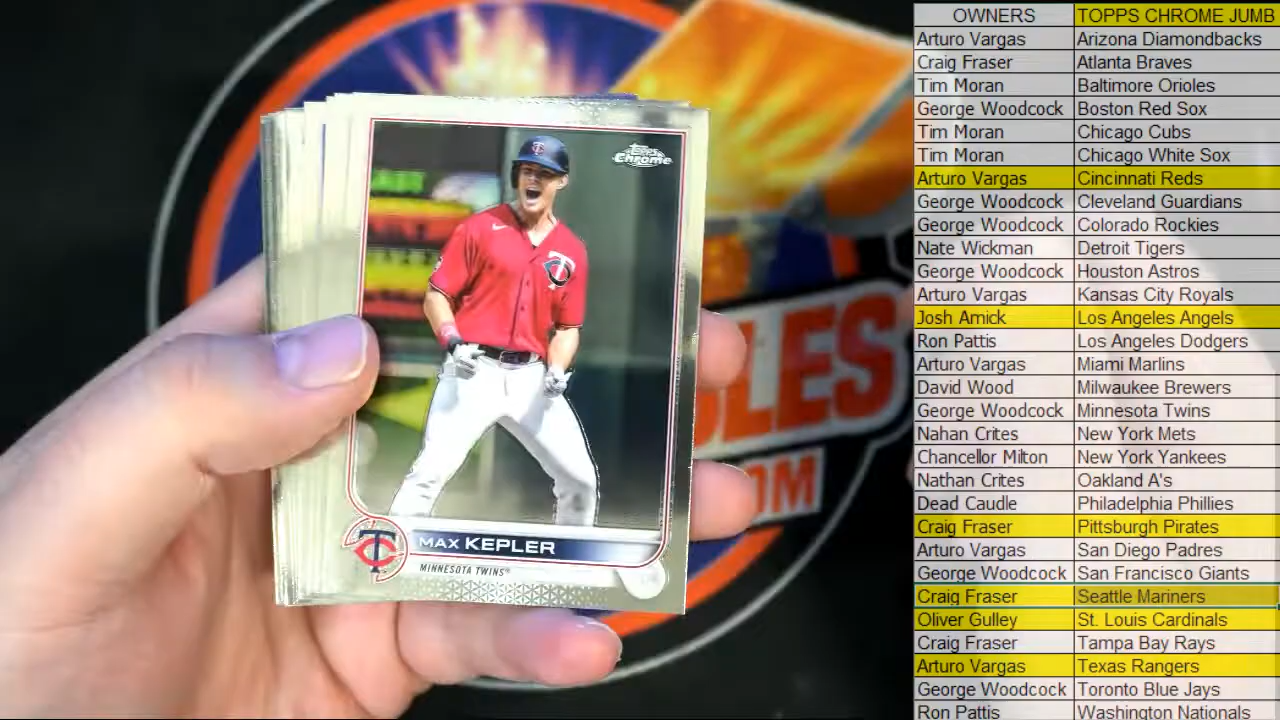 Topps
Chrome
MAX KEPLER
MINNESOTA TWINS®
LES
OM
OWNERS TOPPS CHROME JUMB
Arturo Vargas Arizona Diamondbacks
Craig Fraser Atlanta Braves
Tim Moran Baltimore Orioles
George Woodcock Boston Red Sox
Tim Moran Chicago Cubs
Tim Moran Chicago White Sox
Arturo Vargas Cincinnati Reds
George Woodcock Cleveland Guardians
George Woodcock Colorado Rockies
Nate Wickman Detroit Tigers
George Woodcock Houston Astros
Arturo Vargas Kansas City Royals
Josh Amick Los Angeles Angels
Ron Pattis Los Angeles Dodgers
Arturo Vargas Miami Marlins
David Wood Milwaukee Brewers
George Woodcock Minnesota Twins
Nahan Crites New York Mets
Chancellor Milton New York Yankees
Nathan Crites Oakland A's
Dead Caudle Philadelphia Phillies
Craig Fraser Pittsburgh Pirates
Arturo Vargas San Diego Padres
George Woodcock San Francisco Giants
Craig Fraser Seattle Mariners
Oliver Gulley St. Louis Cardinals
Craig Fraser Tampa Bay Rays
Arturo Vargas Texas Rangers
George Woodcock Toronto Blue Jays
Ron Pattis Washington Nationals